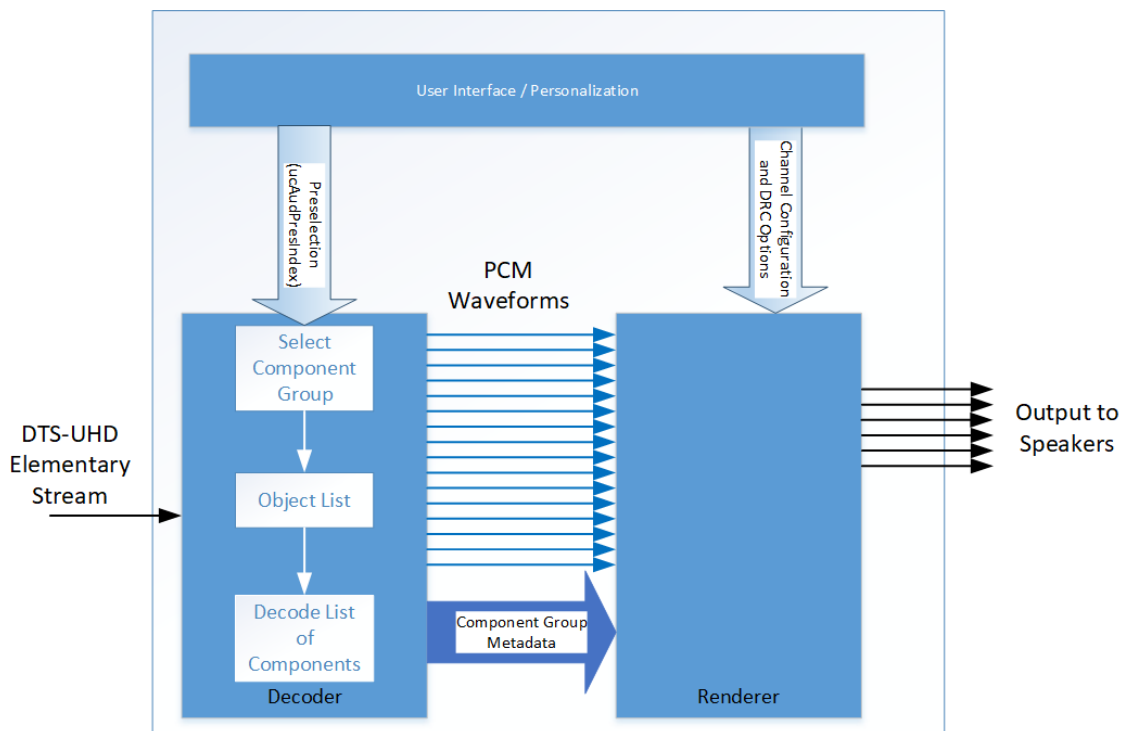 User Interface / Personalization
Preselection
(ucAudPresIndex)
Channel Configuration
and DRC Options
PCM
Waveforms
Select
Component
Group
DTS-UHD
Elementary
Stream
Object List
Output to
Speakers
Decode List
of
Components
Component Group
Metadata
Decoder
Renderer